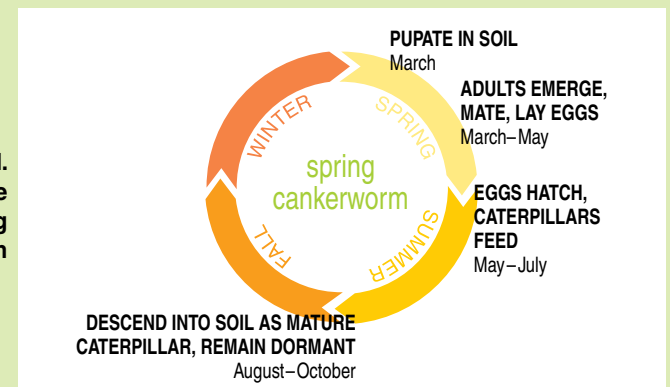 PUPATE IN SOIL
March
ADULTS EMERGE,
MATE, LAY EGGS
March–May
WINTER
SPRING
l.
e
spring
g
cankerworm
n
EGGS HATCH,
CATERPILLARS
FEED
May–July
FALL
SUMMER
DESCEND INTO SOIL AS MATURE
CATERPILLAR, REMAIN DORMANT
August–October